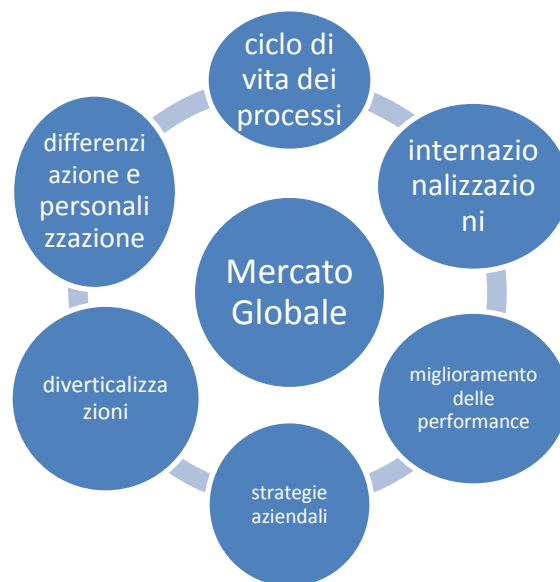 ciclo di
vita dei
processi
internazio
nalizzazio
ni
miglioramento
delle
performance
strategie
aziendali
diverticalizza
zioni
differenzi
azione e
personali
zzazione
Mercato
Globale